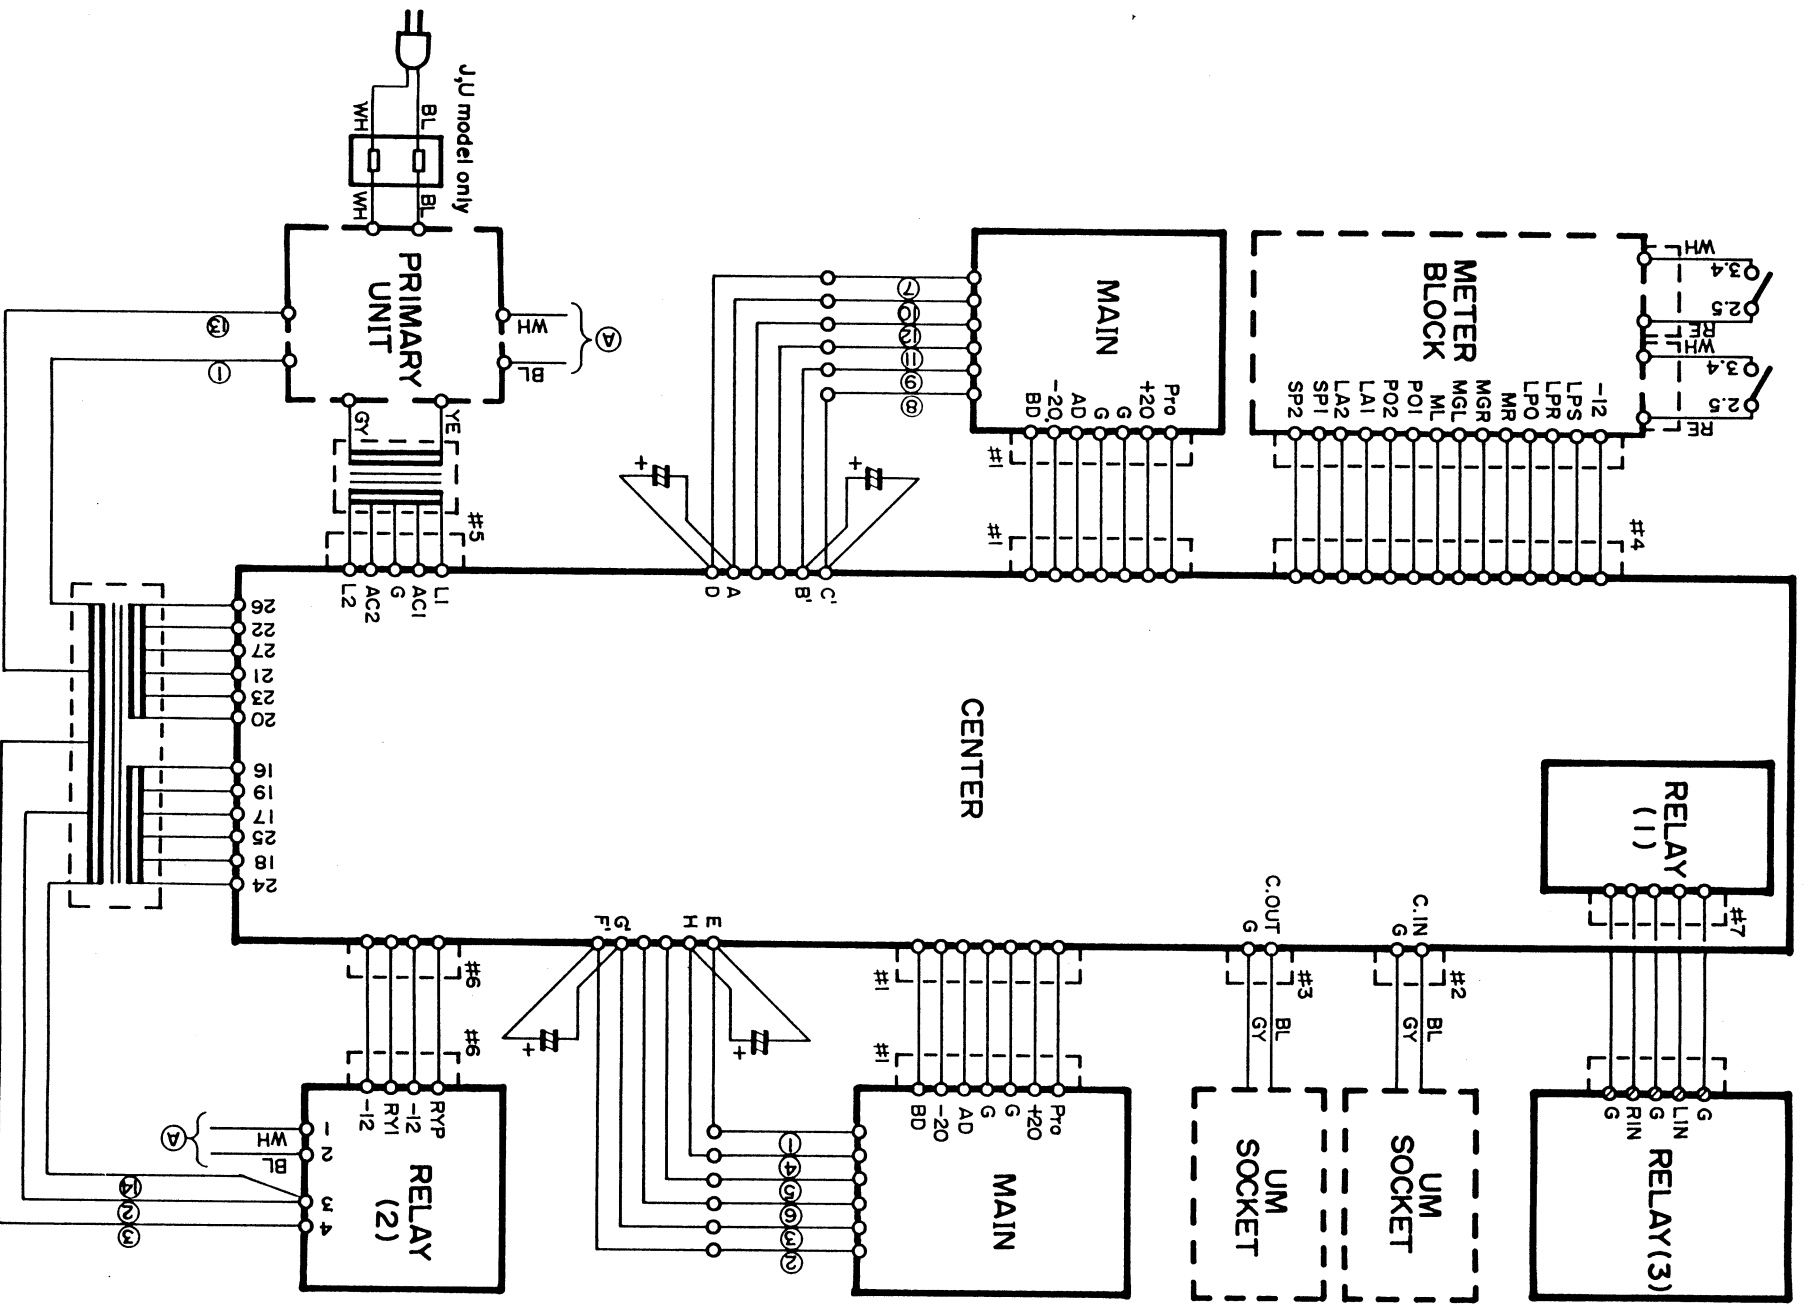 J,U model only
WH
BL
WH
BL
PRIMARY
UNIT
WH
BL
A
13
1
GY
YE
#5
L2
AC2
G
AC1
L1
MAIN
7
10
12
11
9
8
BD
-20.
AD
G
G
+20
Pro
#1
#1
+
+
D
A
B'
C'
METER
BLOCK
SP2
SP1
LA2
LA1
PO2
PO1
ML
MGL
MGR
MR
LPO
LPR
LPS
-12
#4
WH
3.4
2.5
RE
WH
3.4
2.5
RE
26
22
27
21
23
20
16
19
17
25
18
24
CENTER
RELAY
(1)
#7
C.OUT
G
C.IN
G
#3
#2
BL
GY
BL
GY
UM
SOCKET
UM
SOCKET
G
RIN
G
LIN
G
RELAY(3)
F'
G'
H
E
+
+
#1
#1
BD
-20
AD
G
G
+20
Pro
MAIN
1
4
5
6
3
2
#6
#6
-12
RY1
-12
RYP
RELAY
(2)
1
2
3
4
A
WH
BL
14
2
3